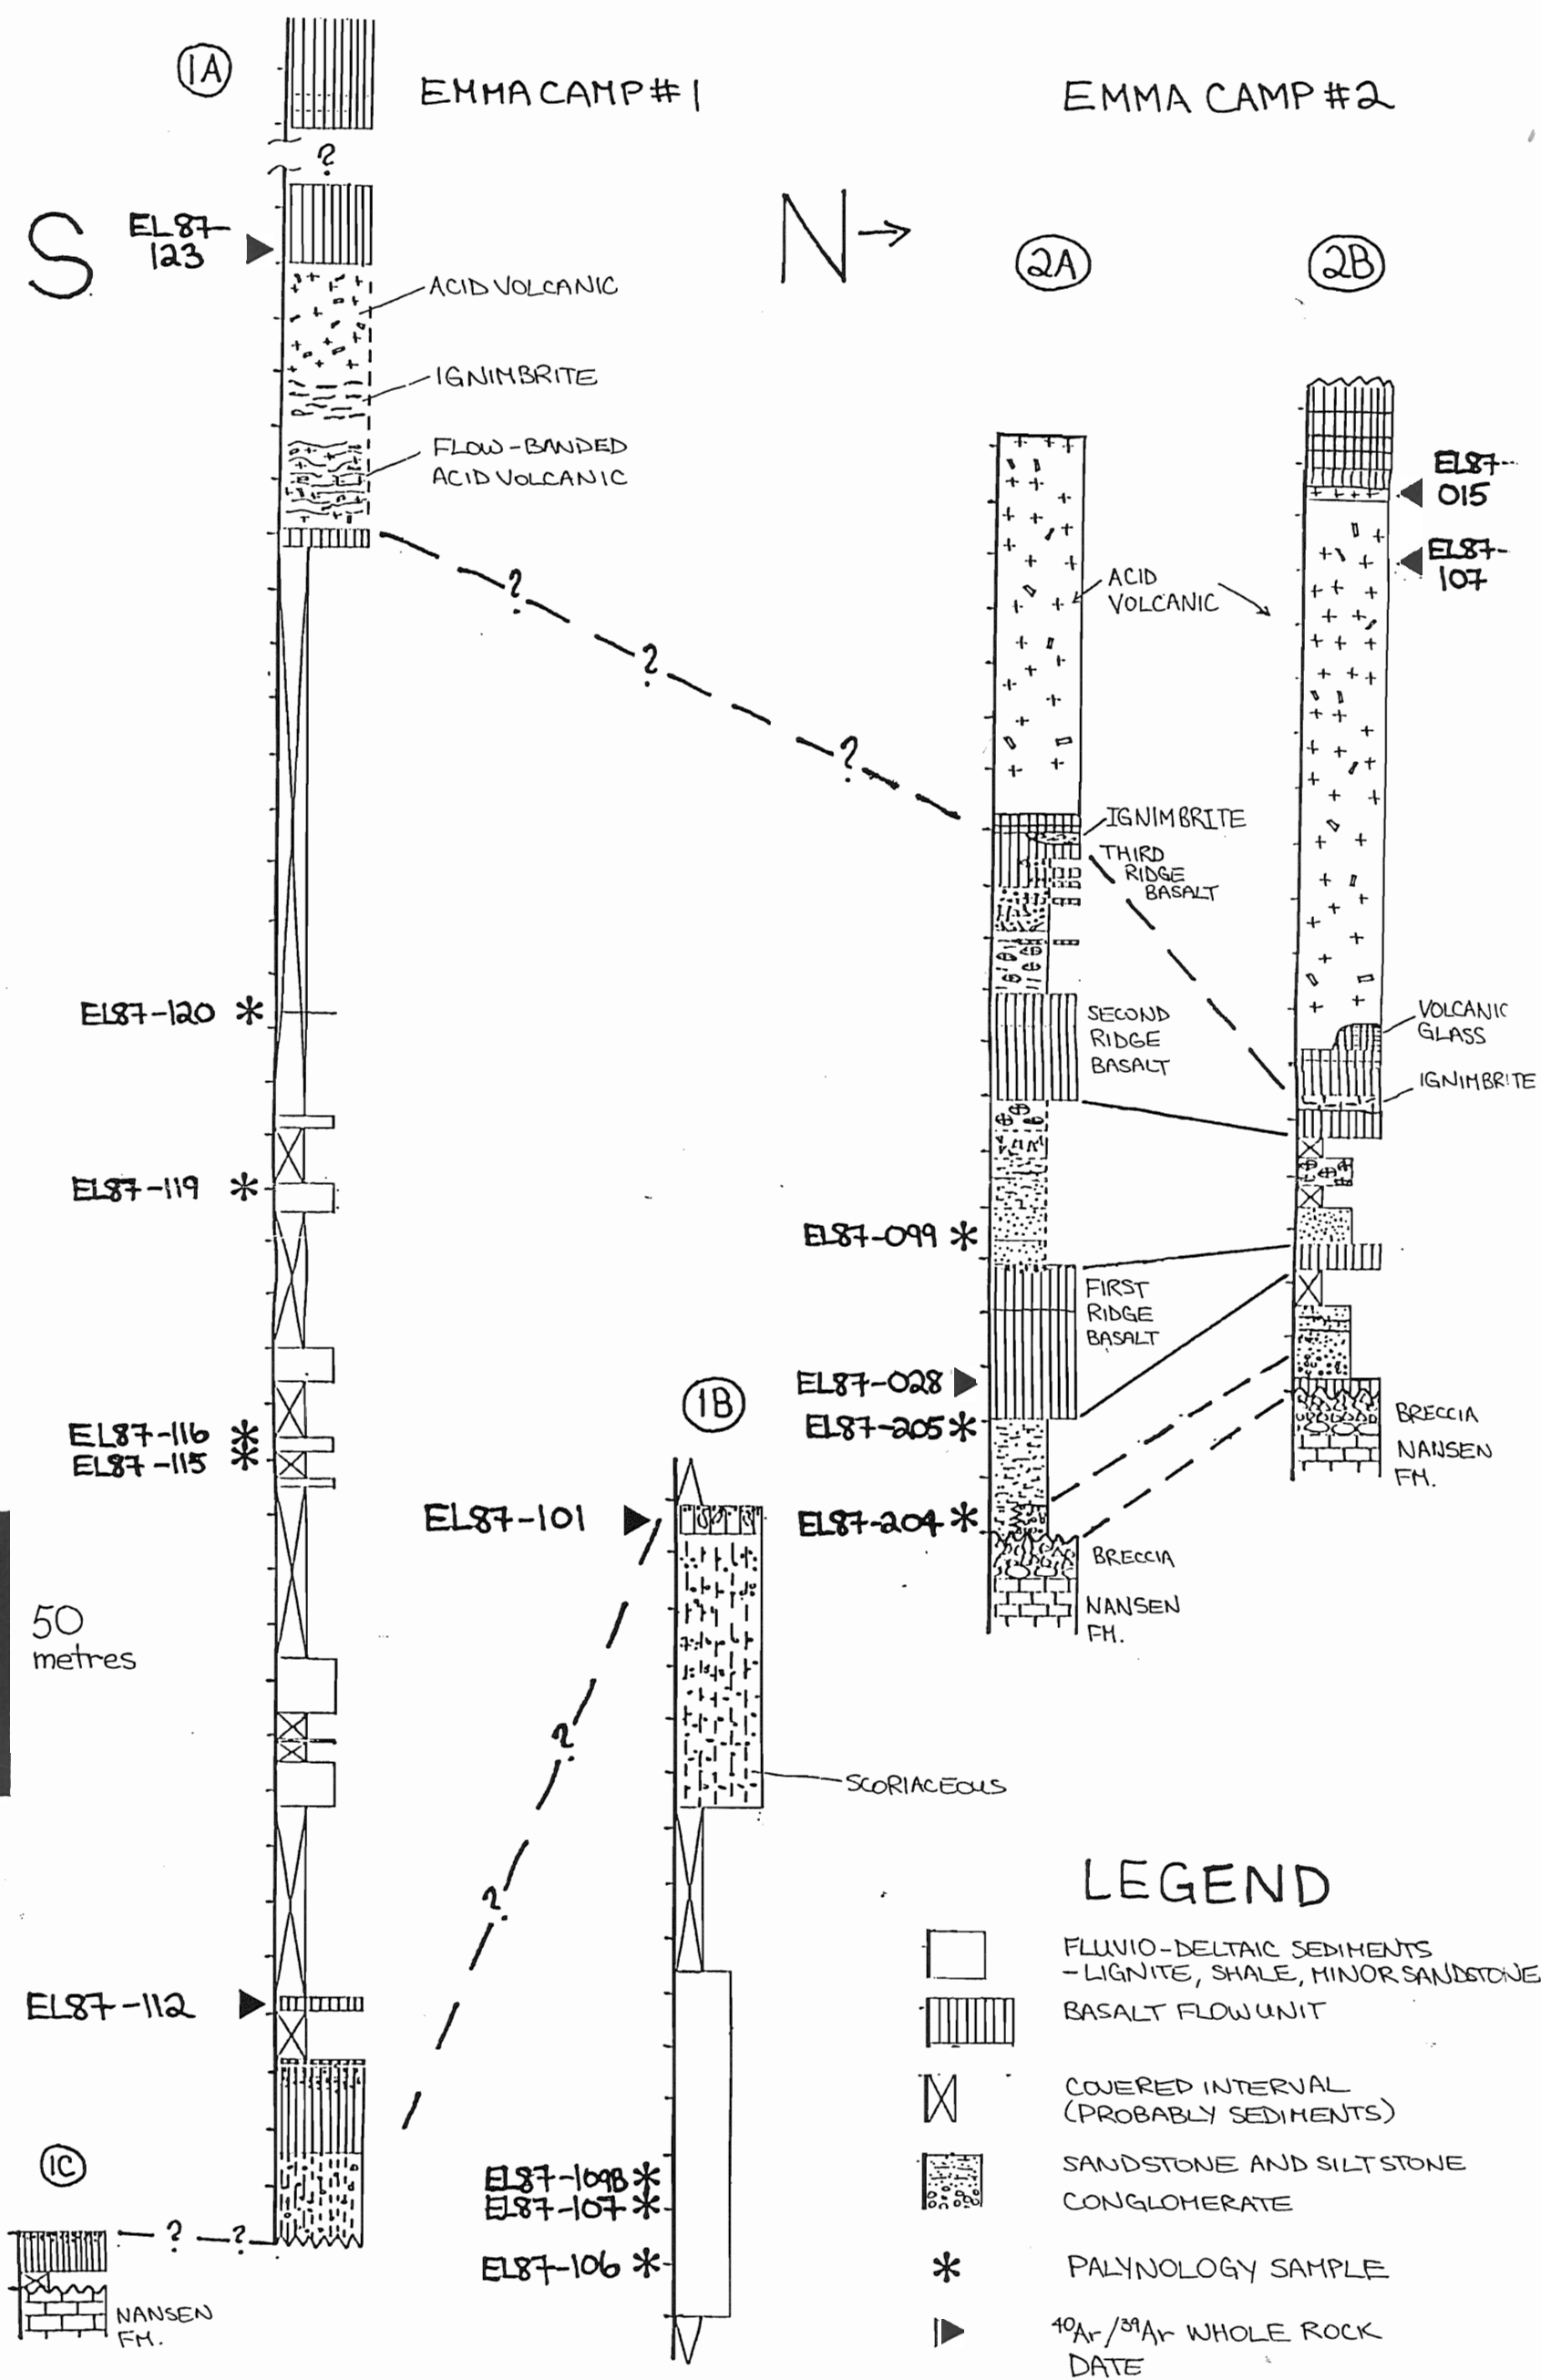 1A
EMMA CAMP #1
EMMA CAMP #2
?
S
EL87-
123
N →
2A
2B
ACID VOLCANIC
IGNIMBRITE
FLOW-BANDED
ACID VOLCANIC
EL87-
015
EL87-
107
?
?
?
ACID
VOLCANIC
IGNIMBRITE
THIRD
RIDGE
BASALT
EL87-120 *
SECOND
RIDGE
BASALT
VOLCANIC
GLASS
IGNIMBRITE
EL87-119 *
EL87-099 *
FIRST
RIDGE
BASALT
EL87-028
EL87-205 *
1B
EL87-116 *
EL87-115 *
BRECCIA
NANSEN
FM.
EL87-101
EL87-204 *
BRECCIA
NANSEN
FM.
50
metres
?
SCORIACEOUS
?
LEGEND
FLUVIO-DELTAIC SEDIMENTS
-LIGNITE, SHALE, MINOR SANDSTONE
BASALT FLOW UNIT
EL87-112
COVERED INTERVAL
(PROBABLY SEDIMENTS)
1C
SANDSTONE AND SILTSTONE
CONGLOMERATE
EL87-109B *
EL87-107 *
EL87-106 *
? ?
NANSEN
FM.
* PALYNOLOGY SAMPLE
⁴⁰Ar/³⁹Ar WHOLE ROCK
DATE